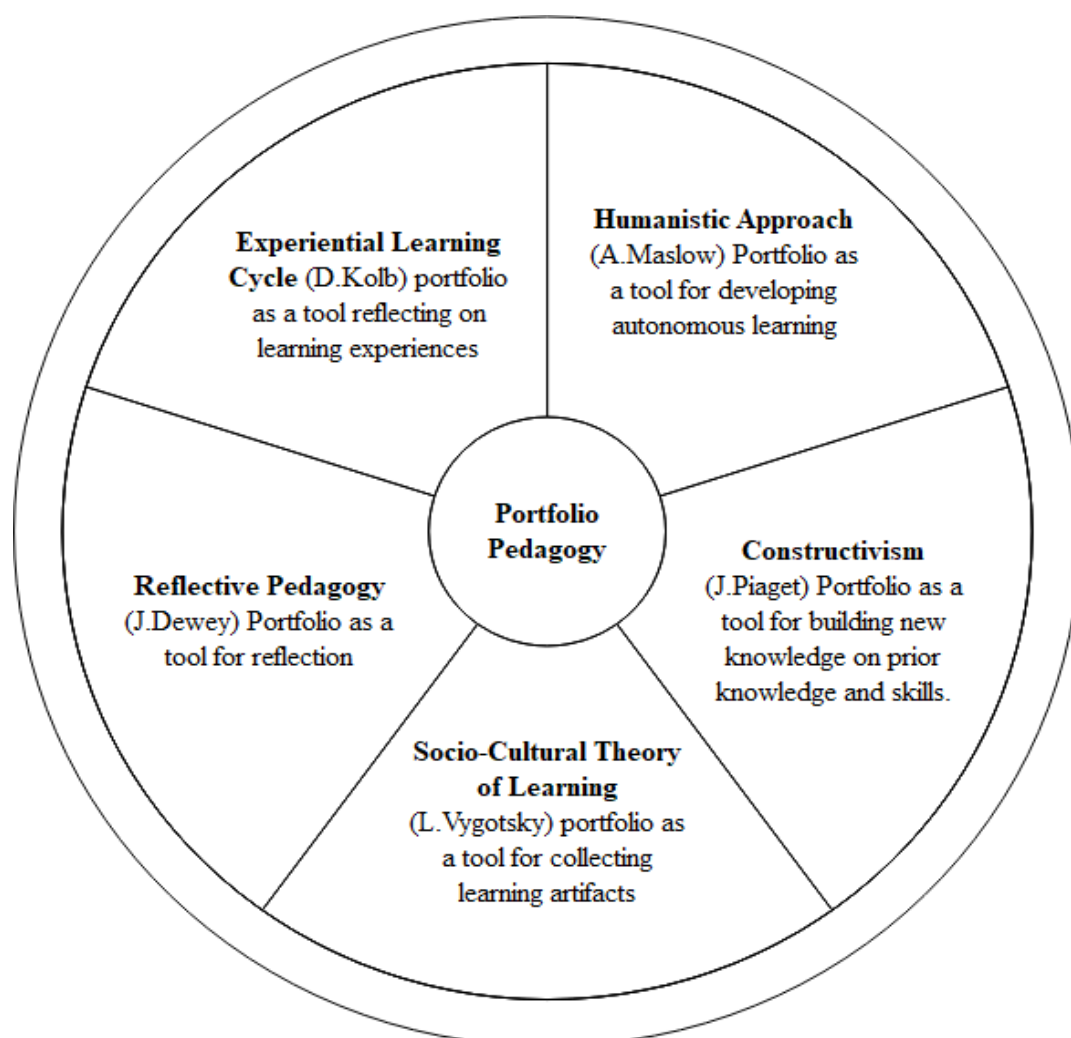 Humanistic Approach
(A.Maslow) Portfolio as
a tool for developing
autonomous learning
Experiential Learning
Cycle (D.Kolb) portfolio
as a tool reflecting on
learning experiences
Portfolio
Pedagogy
Constructivism
(J.Piaget) Portfolio as a
tool for building new
knowledge on prior
knowledge and skills.
Reflective Pedagogy
(J.Dewey) Portfolio as a
tool for reflection
Socio-Cultural Theory
of Learning
(L.Vygotsky) portfolio as
a tool for collecting
learning artifacts